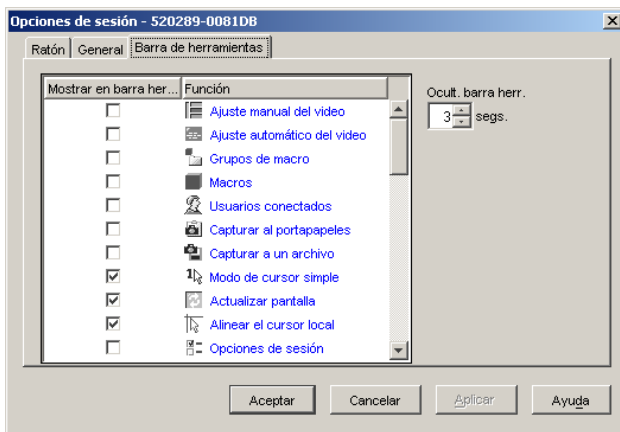 Opciones de sesión - 520289-0081DB
Ratón General Barra de herramientas
Mostrar en barra her... Función
Ajuste manual del video
Ajuste automático del video
Grupos de macro
Macros
Usuarios conectados
Capturar al portapapeles
Capturar a un archivo
Modo de cursor simple
Actualizar pantalla
Alinear el cursor local
Opciones de sesión
Ocult. barra herr.
3 segs.
Aceptar Cancelar Aplicar Ayuda